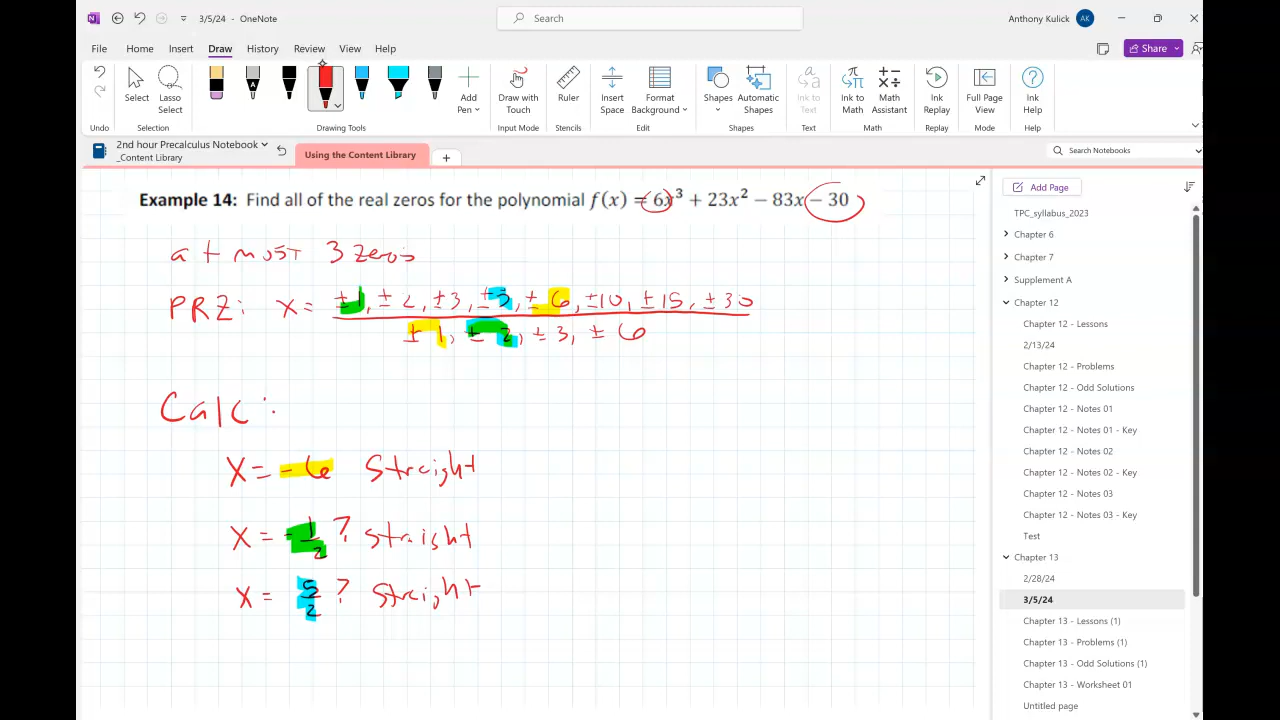 3/5/24 - OneNote
Search
Anthony Kulick
AK
File Home Insert Draw History Review View Help
Share
Select
Lasso Select
Add Pen
Draw with Touch
Ruler
Insert Space
Format Background
Shapes
Automatic Shapes
Ink to Text
Ink to Math
Math Assistant
Ink Replay
Full Page View
Ink Help
Undo Selection Drawing Tools Input Mode Stencils Edit Shapes Text Math Replay Mode Help
2nd hour Precalculus Notebook
_Content Library
Using the Content Library
+
Search Notebooks
Example 14: Find all of the real zeros for the polynomial f(x) = 6x³ + 23x² − 83x − 30
at most 3 zeros
PRZ: x = ±1, ±2, ±3, ±5, ±6, ±10, ±15, ±30
±1, ±2, ±3, ±6
Calc:
x = -6 straight
x = -1/2 ? straight
x = 5/2 ? straight
Add Page
TPC_syllabus_2023
Chapter 6
Chapter 7
Supplement A
Chapter 12
Chapter 12 - Lessons
2/13/24
Chapter 12 - Problems
Chapter 12 - Odd Solutions
Chapter 12 - Notes 01
Chapter 12 - Notes 01 - Key
Chapter 12 - Notes 02
Chapter 12 - Notes 02 - Key
Chapter 12 - Notes 03
Chapter 12 - Notes 03 - Key
Test
Chapter 13
2/28/24
3/5/24
Chapter 13 - Lessons (1)
Chapter 13 - Problems (1)
Chapter 13 - Odd Solutions (1)
Chapter 13 - Worksheet 01
Untitled page